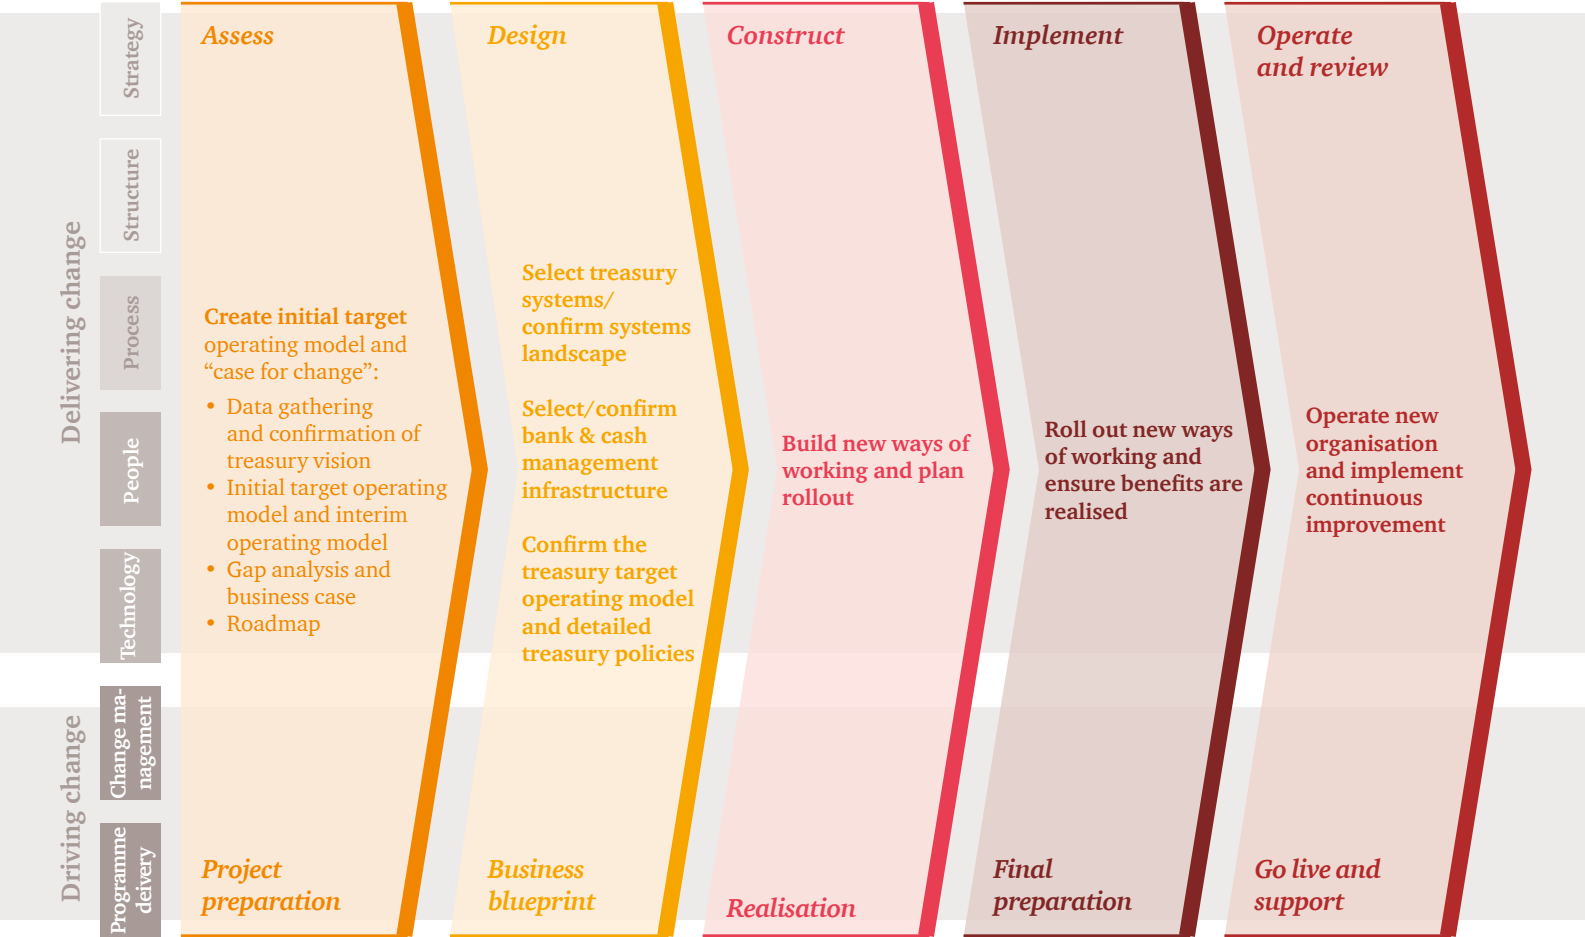 Delivering change
Driving change
Strategy
Structure
Process
People
Technology
Change ma-
nagement
Programme
deivery
Assess
Create initial target
operating model and
“case for change”:
• Data gathering
and confirmation of
treasury vision
• Initial target operating
model and interim
operating model
• Gap analysis and
business case
• Roadmap
Project
preparation
Design
Select treasury
systems/
confirm systems
landscape
Select/confirm
bank & cash
management
infrastructure
Confirm the
treasury target
operating model
and detailed
treasury policies
Business
blueprint
Construct
Build new ways of
working and plan
rollout
Realisation
Implement
Roll out new ways
of working and
ensure benefits are
realised
Final
preparation
Operate
and review
Operate new
organisation
and implement
continuous
improvement
Go live and
support